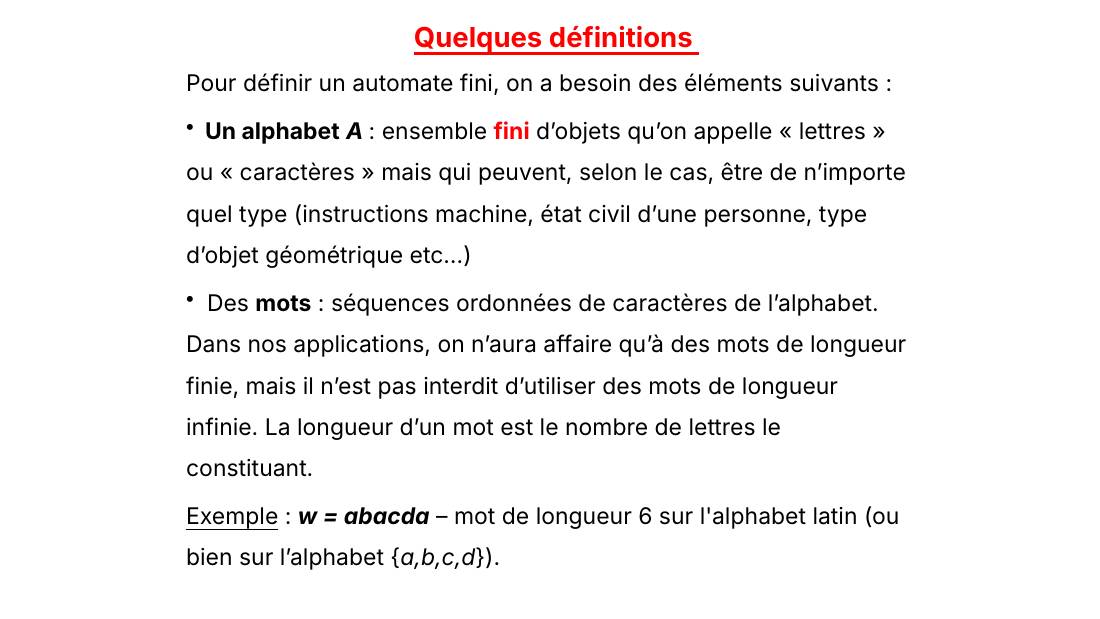 Quelques définitions
Pour définir un automate fini, on a besoin des éléments suivants :
• Un alphabet A : ensemble fini d’objets qu’on appelle « lettres »
ou « caractères » mais qui peuvent, selon le cas, être de n’importe
quel type (instructions machine, état civil d’une personne, type
d’objet géométrique etc…)
• Des mots : séquences ordonnées de caractères de l’alphabet.
Dans nos applications, on n’aura affaire qu’à des mots de longueur
finie, mais il n’est pas interdit d’utiliser des mots de longueur
infinie. La longueur d’un mot est le nombre de lettres le
constituant.
Exemple : w = abacda – mot de longueur 6 sur l'alphabet latin (ou
bien sur l’alphabet {a,b,c,d}).